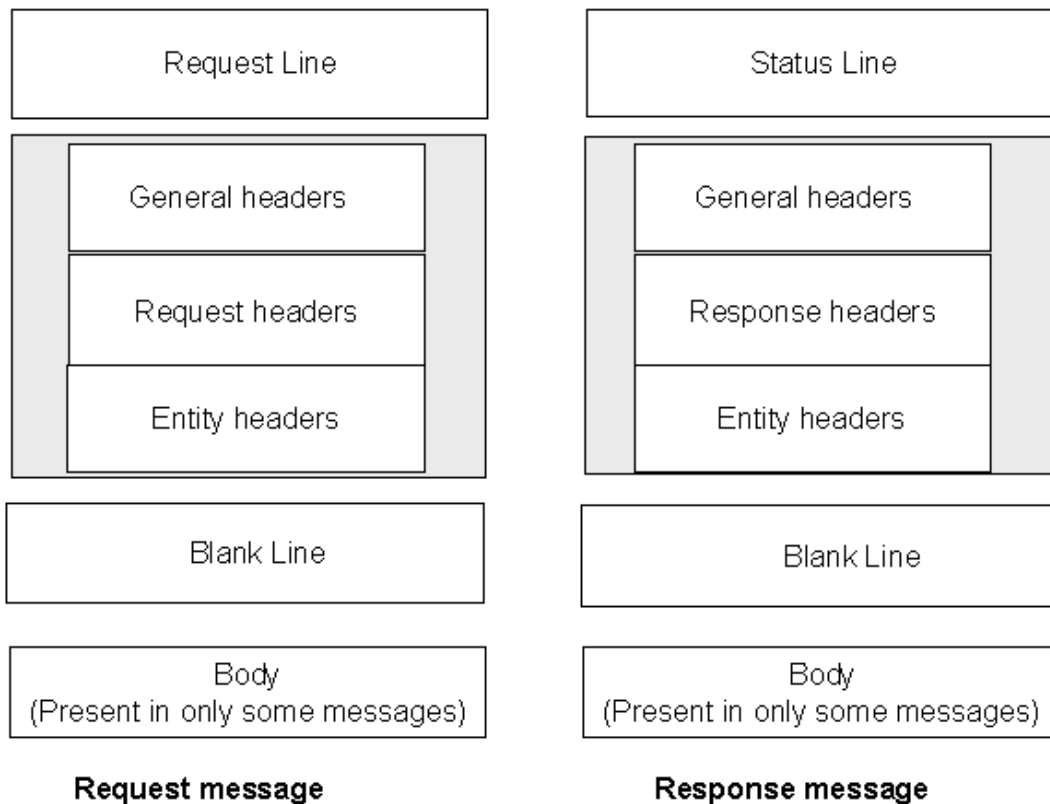 Request Line
General headers
Request headers
Entity headers
Blank Line
Body
(Present in only some messages)
Request message
Status Line
General headers
Response headers
Entity headers
Blank Line
Body
(Present in only some messages)
Response message